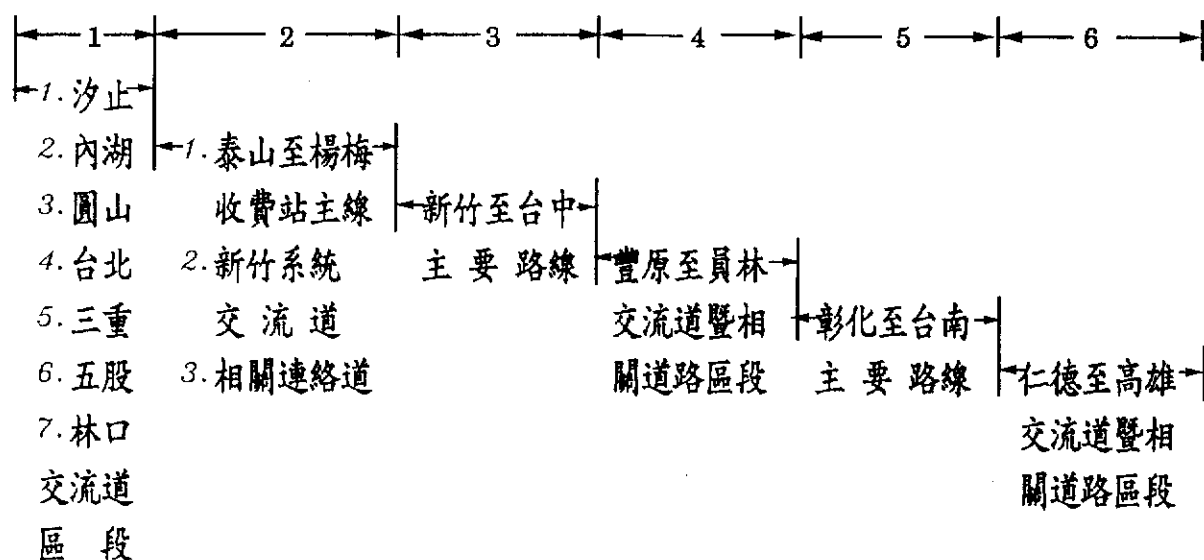 1 2 3 4 5 6
1.汐止
2.內湖
3.圓山
4.台北
5.三重
6.五股
7.林口
交流道
區 段
1.泰山至楊梅
收費站主線
2.新竹系統
交 流 道
3.相關連絡道
新竹至台中
主 要 路線
豐原至員林
交流道暨相
關道路區段
彰化至台南
主 要 路線
仁德至高雄
交流道暨相
關道路區段